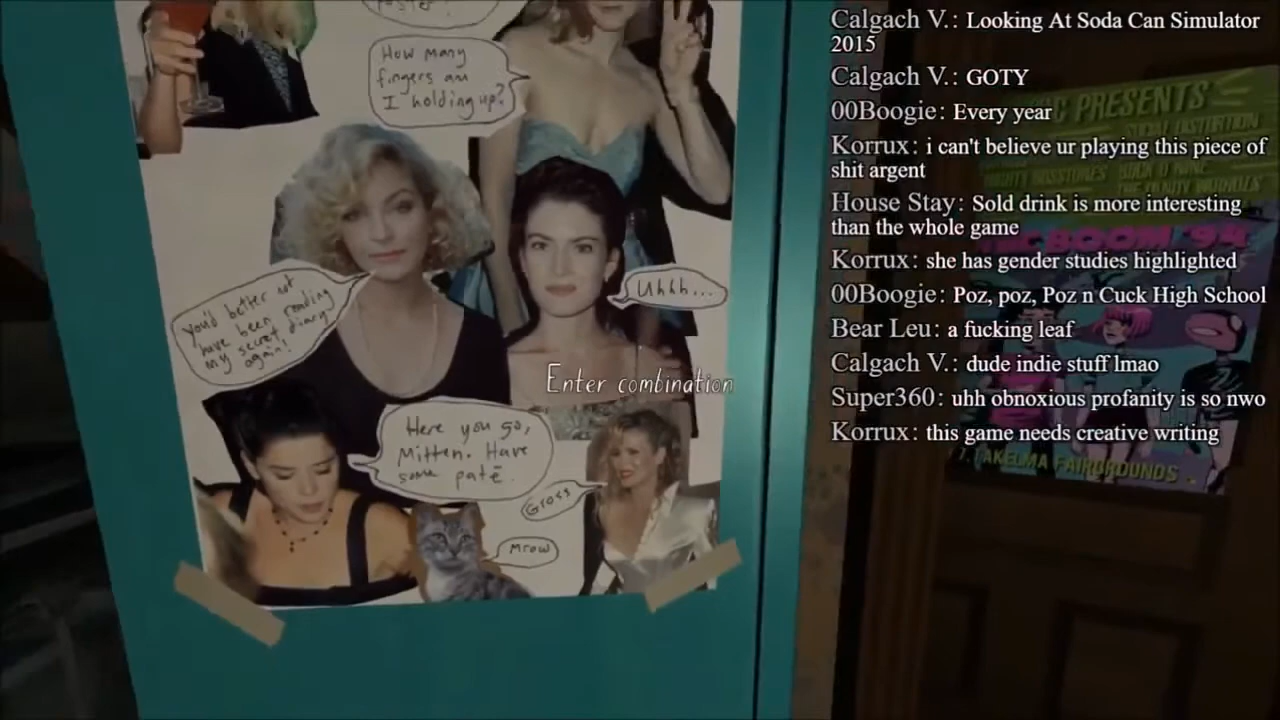 How many
fingers am
I holding up?
You'd better not
have been reading
my secret diary
again!
Uhhh...
Enter combination
Here you go,
Mitten. Have
some patē.
Gross
mrow
PRESENTS
BOOM '94
TAKELMA FAIRGROUNDS
Calgach V.: Looking At Soda Can Simulator
2015
Calgach V.: GOTY
00Boogie: Every year
Korrux: i can't believe ur playing this piece of
shit argent
House Stay: Sold drink is more interesting
than the whole game
Korrux: she has gender studies highlighted
00Boogie: Poz, poz, Poz n Cuck High School
Bear Leu: a fucking leaf
Calgach V.: dude indie stuff lmao
Super360: uhh obnoxious profanity is so nwo
Korrux: this game needs creative writing